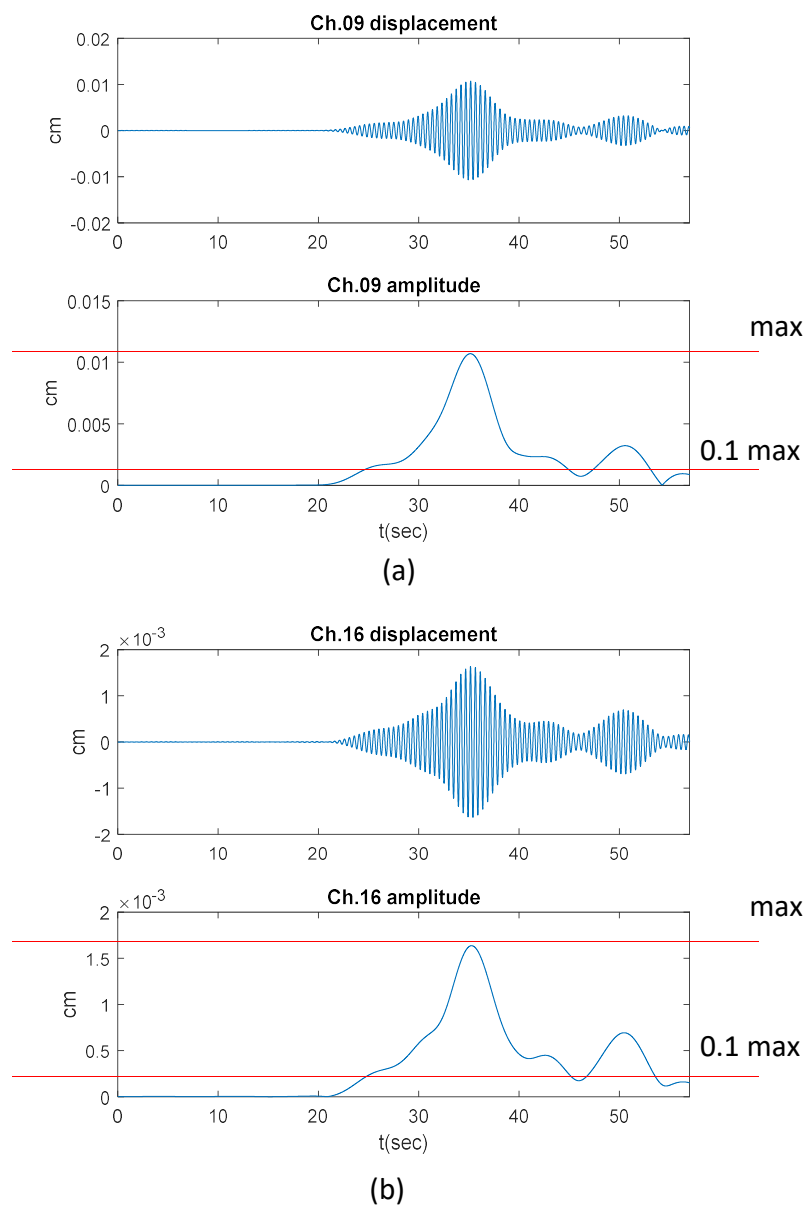 Ch.09 displacement
0.02
0.01
0
-0.01
-0.02
cm
0 10 20 30 40 50
Ch.09 amplitude
0.015
0.01
0.005
0
cm
0 10 20 30 40 50
t(sec)
max
0.1 max
(a)
×10⁻³
Ch.16 displacement
2
1
0
-1
-2
cm
0 10 20 30 40 50
×10⁻³
Ch.16 amplitude
2
1.5
1
0.5
0
cm
0 10 20 30 40 50
t(sec)
max
0.1 max
(b)